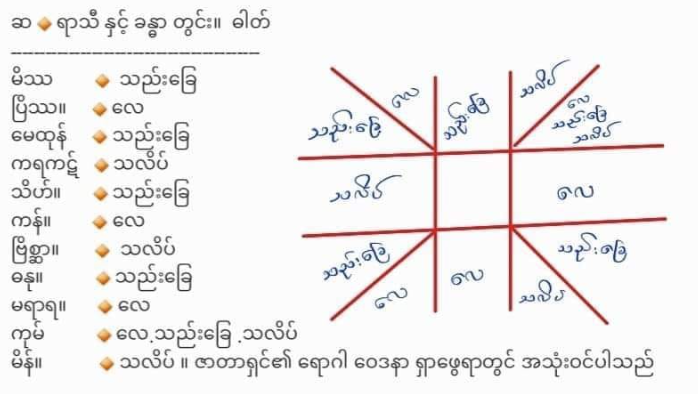 ဆ 🔸 ရာသီ နှင့် ခန္ဓာ တွင်း။ ဓါတ်
မိဿ 🔸 သည်းခြေ
ပြိဿ။ 🔸 လေ
မေထုန် 🔸 သည်းခြေ
ကရကဋ် 🔸 သလိပ်
သိဟ်။ 🔸 သည်းခြေ
ကန်။ 🔸 လေ
ဗြိစ္ဆာ။ 🔸 သလိပ်
ဓနု။ 🔸 သည်းခြေ
မရာရ။ 🔸 လေ
ကုမ် 🔸 လေ.သည်းခြေ .သလိပ်
မိန်။ 🔸 သလိပ် ။ ဇာတာရှင်၏ ရောဂါ ဝေဒနာ ရှာဖွေရာတွင် အသုံးဝင်ပါသည်
လေ
သည်းခြေ
သည်းခြေ
သလိပ်
လေ
သည်းခြေ
သလိပ်
သလိပ်
လေ
သည်းခြေ
လေ
လေ
သည်းခြေ
သလိပ်